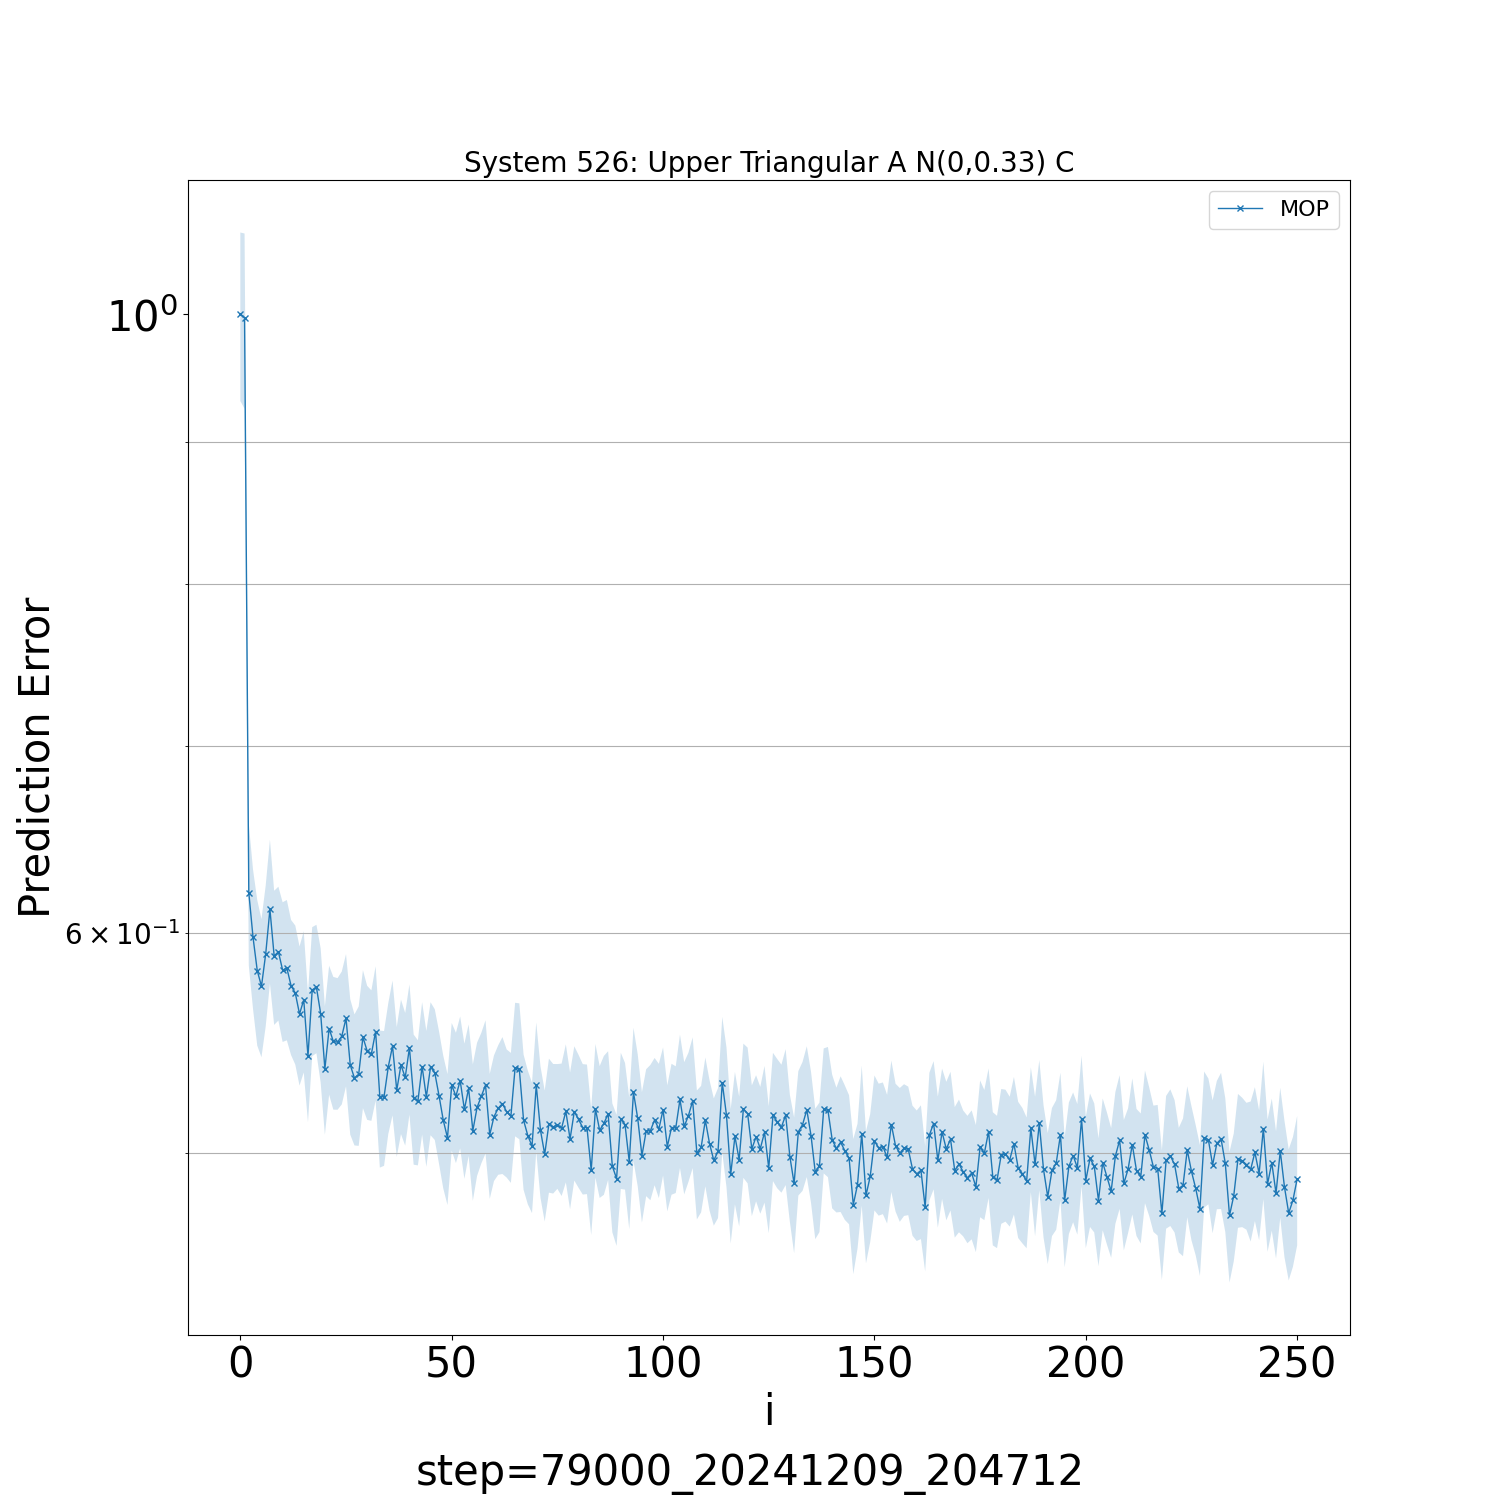 System 526: Upper Triangular A N(0,0.33) C
MOP
10⁰
6 × 10⁻¹
Prediction Error
0 50 100 150 200 250
i
step=79000_20241209_204712